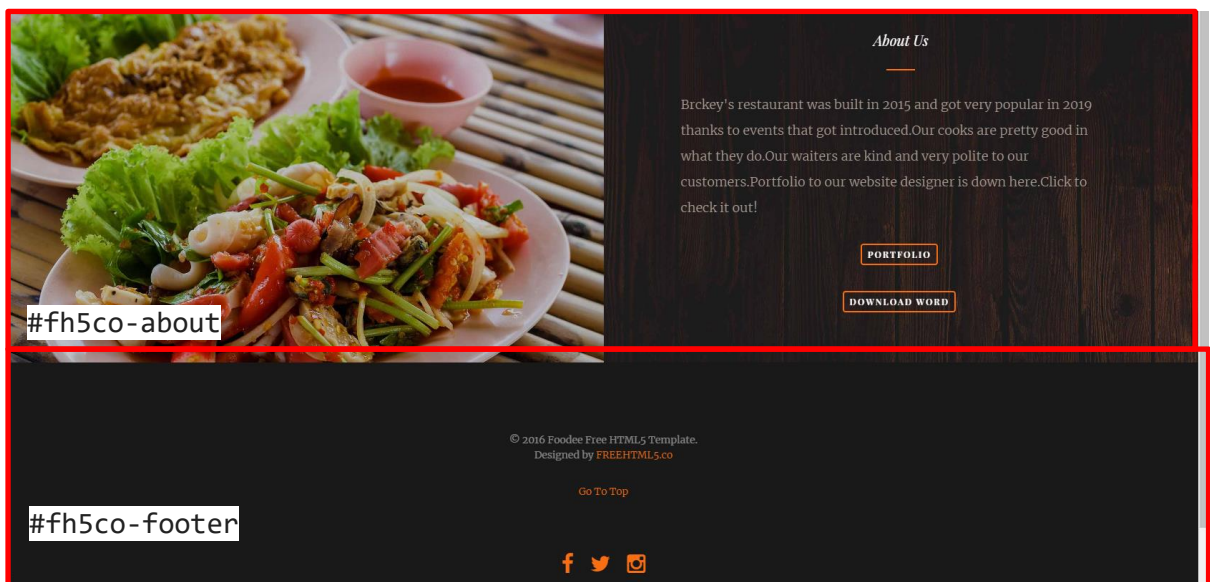 About Us
Brckey's restaurant was built in 2015 and got very popular in 2019
thanks to events that got introduced.Our cooks are pretty good in
what they do.Our waiters are kind and very polite to our
customers.Portfolio to our website designer is down here.Click to
check it out!
PORTFOLIO
DOWNLOAD WORD
#fh5co-about
© 2016 Foodee Free HTML5 Template.
Designed by FREEHTML5.co
Go To Top
#fh5co-footer